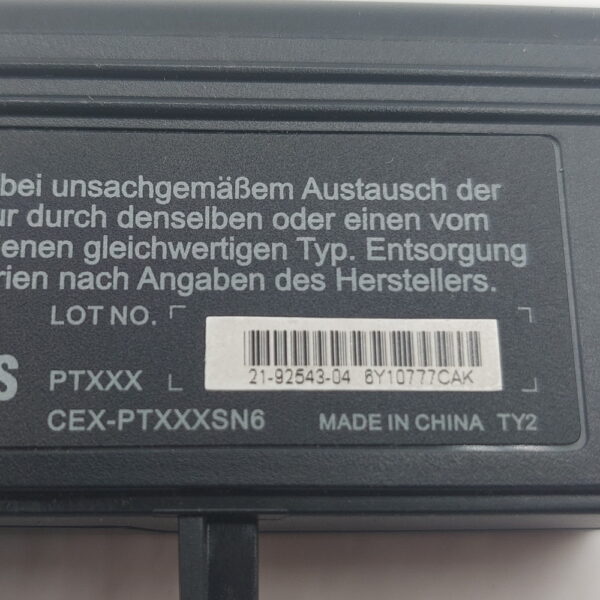 bei unsachgemäßem Austausch der
ur durch denselben oder einen vom
enen gleichwertigen Typ. Entsorgung
rien nach Angaben des Herstellers.
LOT NO.
S
PTXXX
21-92543-04 6Y10777CAK
CEX-PTXXXSN6 MADE IN CHINA TY2